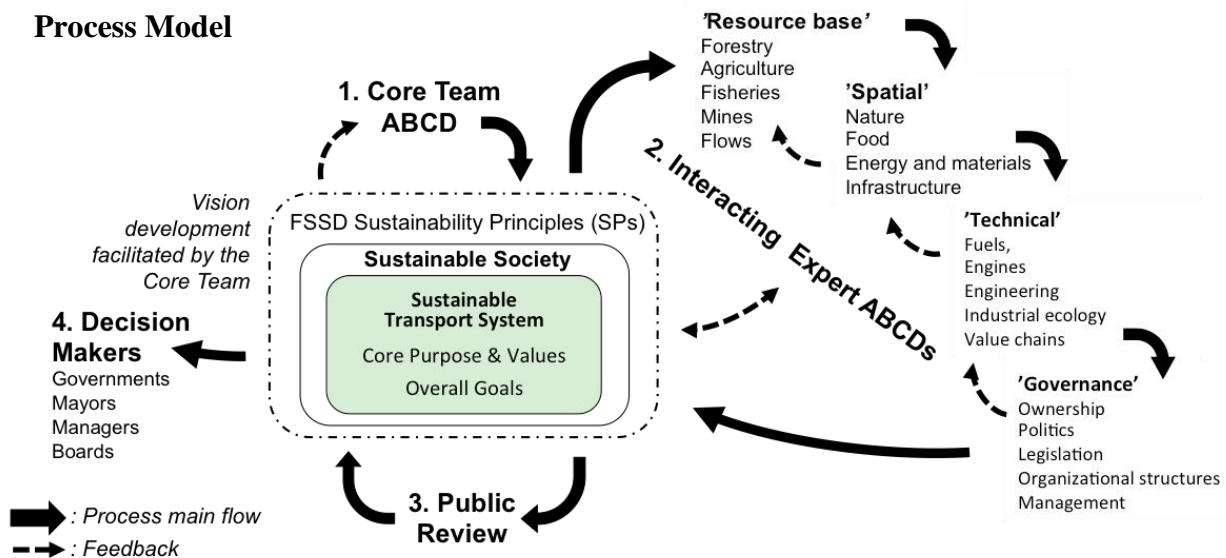 Process Model
1. Core Team
ABCD
Vision
development
facilitated by the
Core Team
FSSD Sustainability Principles (SPs)
Sustainable Society
Sustainable
Transport System
Core Purpose & Values
Overall Goals
’Resource base’
Forestry
Agriculture
Fisheries
Mines
Flows
’Spatial’
Nature
Food
Energy and materials
Infrastructure
’Technical’
Fuels,
Engines
Engineering
Industrial ecology
Value chains
’Governance’
Ownership
Politics
Legislation
Organizational structures
Management
2. Interacting Expert ABCDs
3. Public
Review
4. Decision
Makers
Governments
Mayors
Managers
Boards
: Process main flow
: Feedback